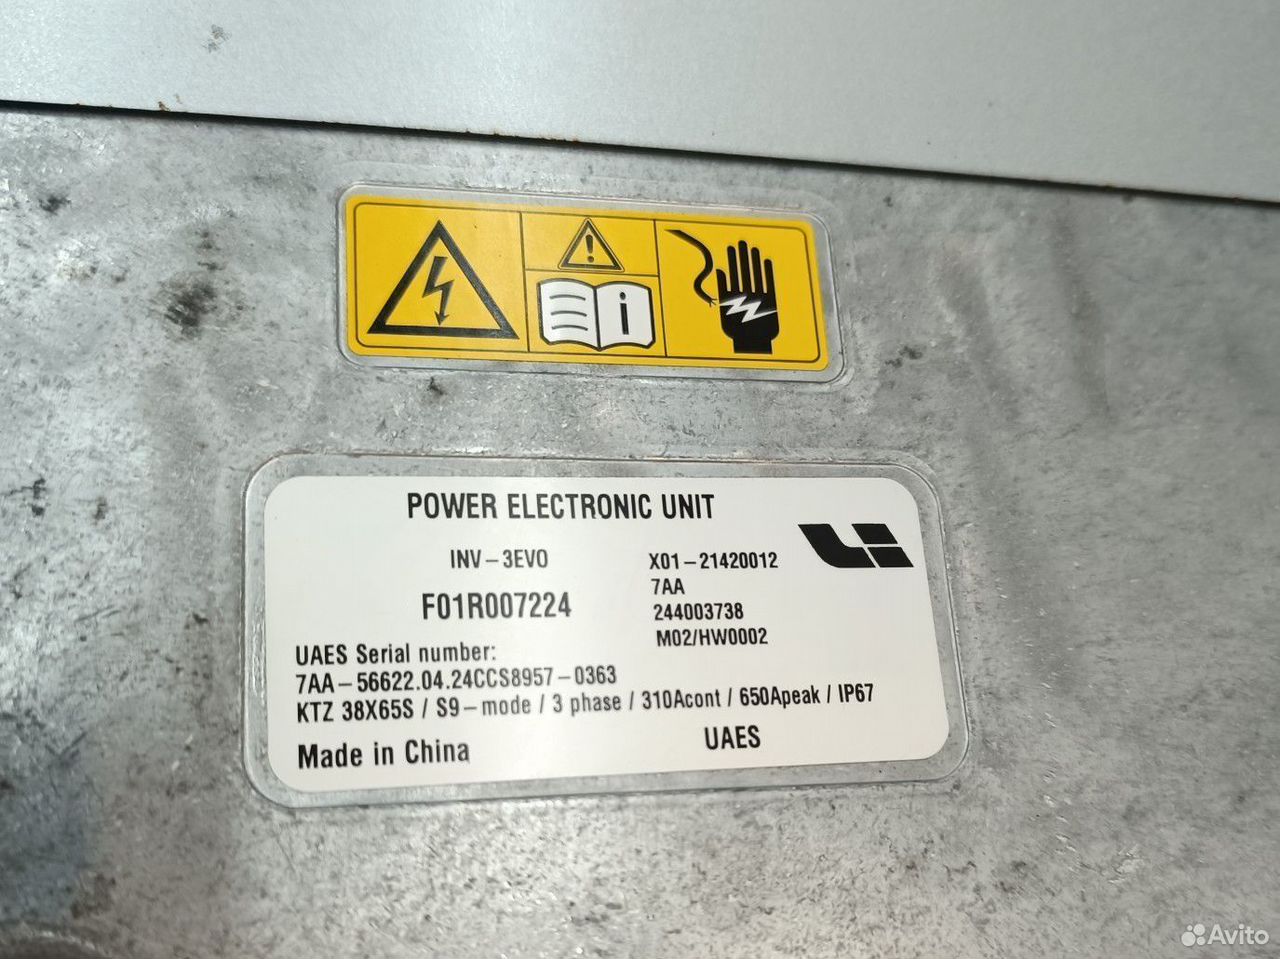 i
POWER ELECTRONIC UNIT
INV-3EVO
F01R007224
X01-21420012
7AA
244003738
M02/HW0002
UAES Serial number:
7AA-56622.04.24CCS8957-0363
KTZ 38X65S / S9-mode / 3 phase / 310Acont / 650Apeak / IP67
Made in China
UAES
Avito